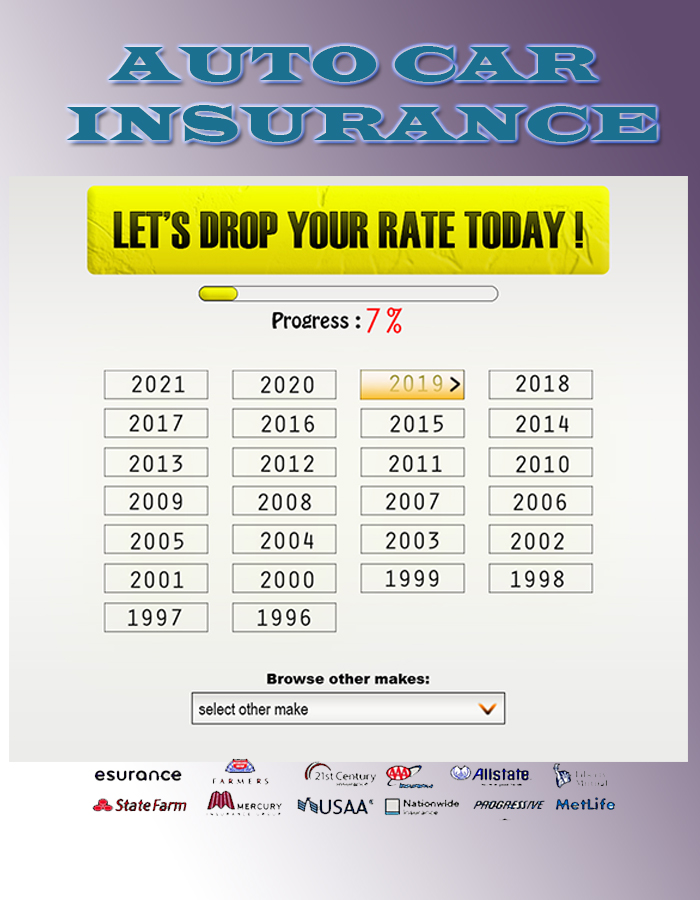 AUTO CAR
INSURANCE
LET'S DROP YOUR RATE TODAY !
Progress : 7 %
2021 2020 2019 > 2018
2017 2016 2015 2014
2013 2012 2011 2010
2009 2008 2007 2006
2005 2004 2003 2002
2001 2000 1999 1998
1997 1996
Browse other makes:
select other make
esurance FARMERS 21st Century AAA Insurance Allstate Liberty Mutual
State Farm MERCURY INSURANCE GROUP USAA® Nationwide Insurance PROGRESSIVE MetLife